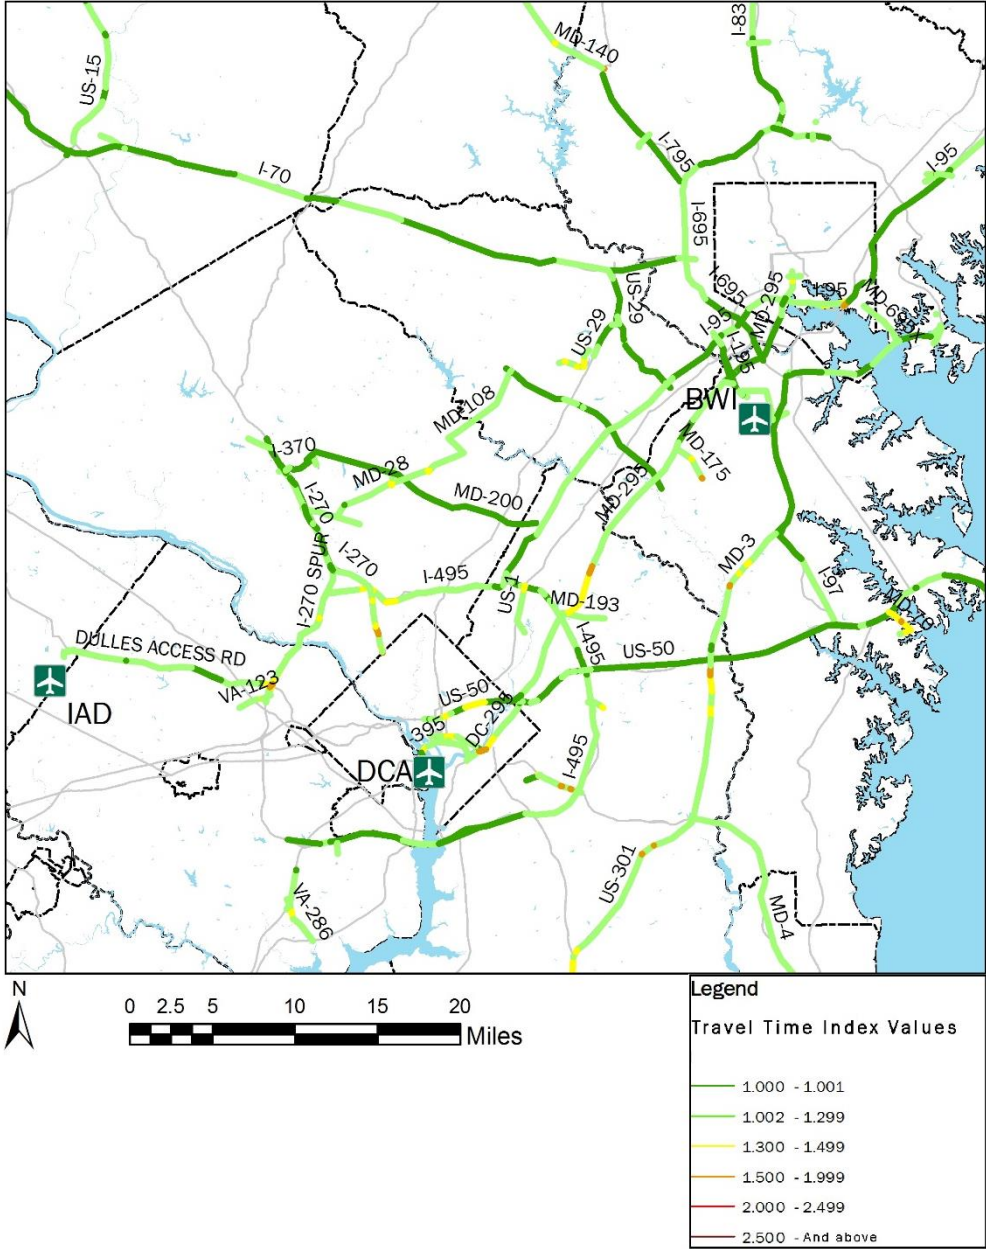 I-83
MD-140
US-15
I-795
I-95
I-70
I-695
US-29
I-695
MD-295
I-95
MD-695
US-29
I-95
I-195
MD-108
BWI
I-370
MD-28
MD-175
MD-200
MD-295
I-270
I-270
I-495
US-1
MD-193
MD-3
I-97
MD-70
I-270 SPUR
I-495
US-50
DULLES ACCESS RD
VA-123
IAD
US-50
395
DC-295
DCA
I-495
US-301
VA-286
MD-4
N
0 2.5 5 10 15 20
Miles
Legend
Travel Time Index Values
1.000 - 1.001
1.002 - 1.299
1.300 - 1.499
1.500 - 1.999
2.000 - 2.499
2.500 - And above